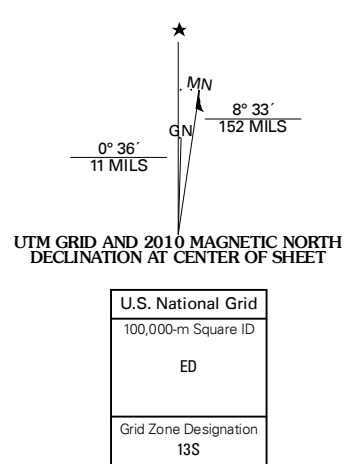 MN
8° 33´
152 MILS
GN
0° 36´
11 MILS
UTM GRID AND 2010 MAGNETIC NORTH
DECLINATION AT CENTER OF SHEET
U.S. National Grid
100,000-m Square ID
ED
Grid Zone Designation
13S